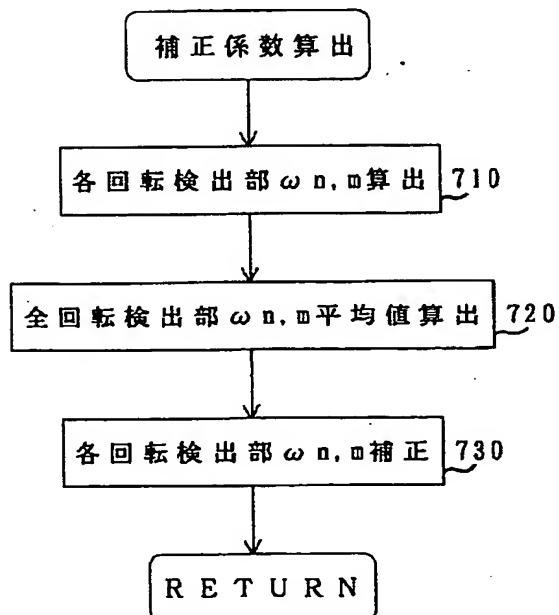 補正係数算出
各回転検出部ωn,m算出 710
全回転検出部ωn,m平均値算出 720
各回転検出部ωn,m補正 730
RETURN